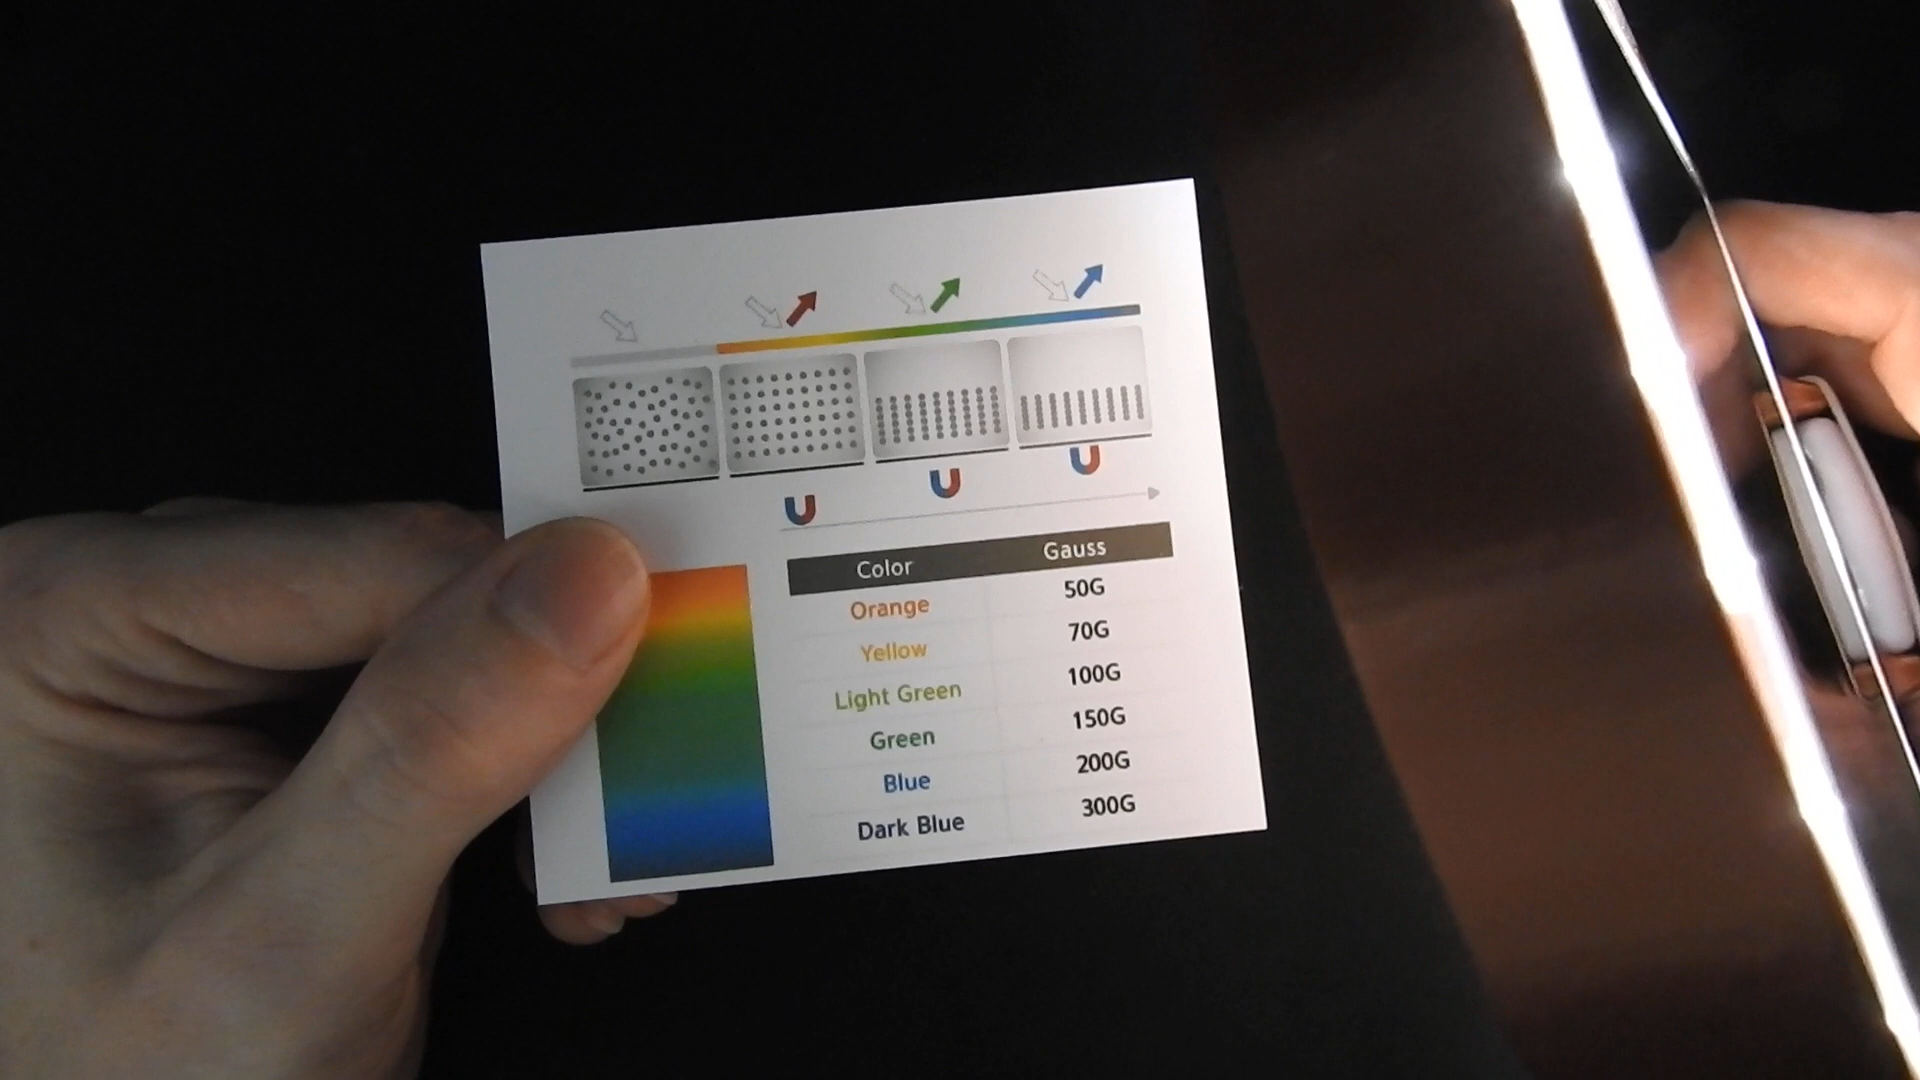 Color Gauss
Orange 50G
Yellow 70G
Light Green 100G
Green 150G
Blue 200G
Dark Blue 300G